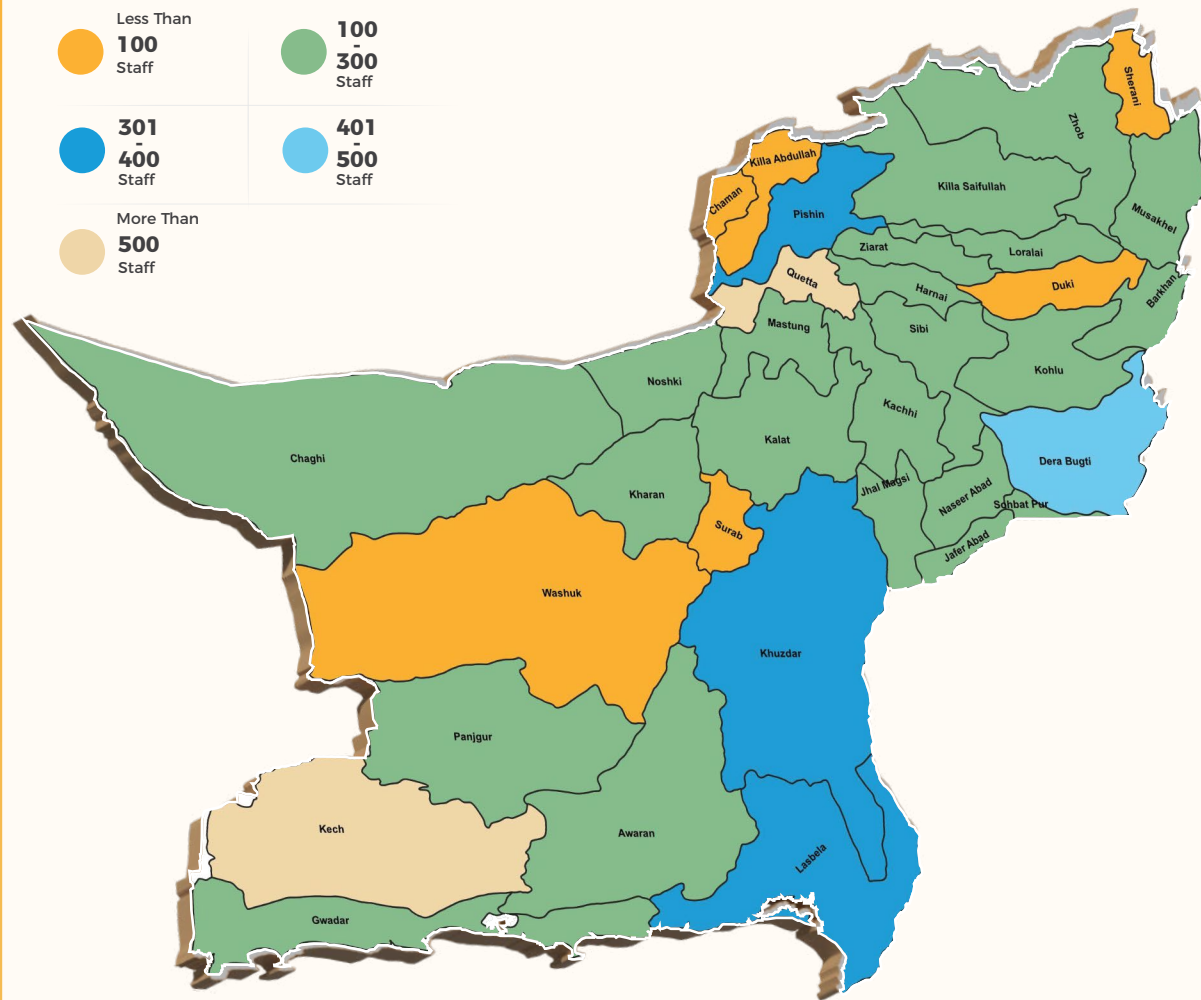 Less Than
100
Staff
100
-
300
Staff
301
-
400
Staff
401
-
500
Staff
More Than
500
Staff
Sherani
Zhob
Killa Abdullah
Killa Saifullah
Chaman
Pishin
Musakhel
Ziarat
Loralai
Quetta
Duki
Harnai
Barkhan
Mastung
Sibi
Kohlu
Noshki
Kachhi
Kalat
Chaghi
Dera Bugti
Jhal Magsi
Kharan
Naseer Abad
Sohbat Pur
Surab
Jafer Abad
Washuk
Khuzdar
Panjgur
Kech
Awaran
Lasbela
Gwadar